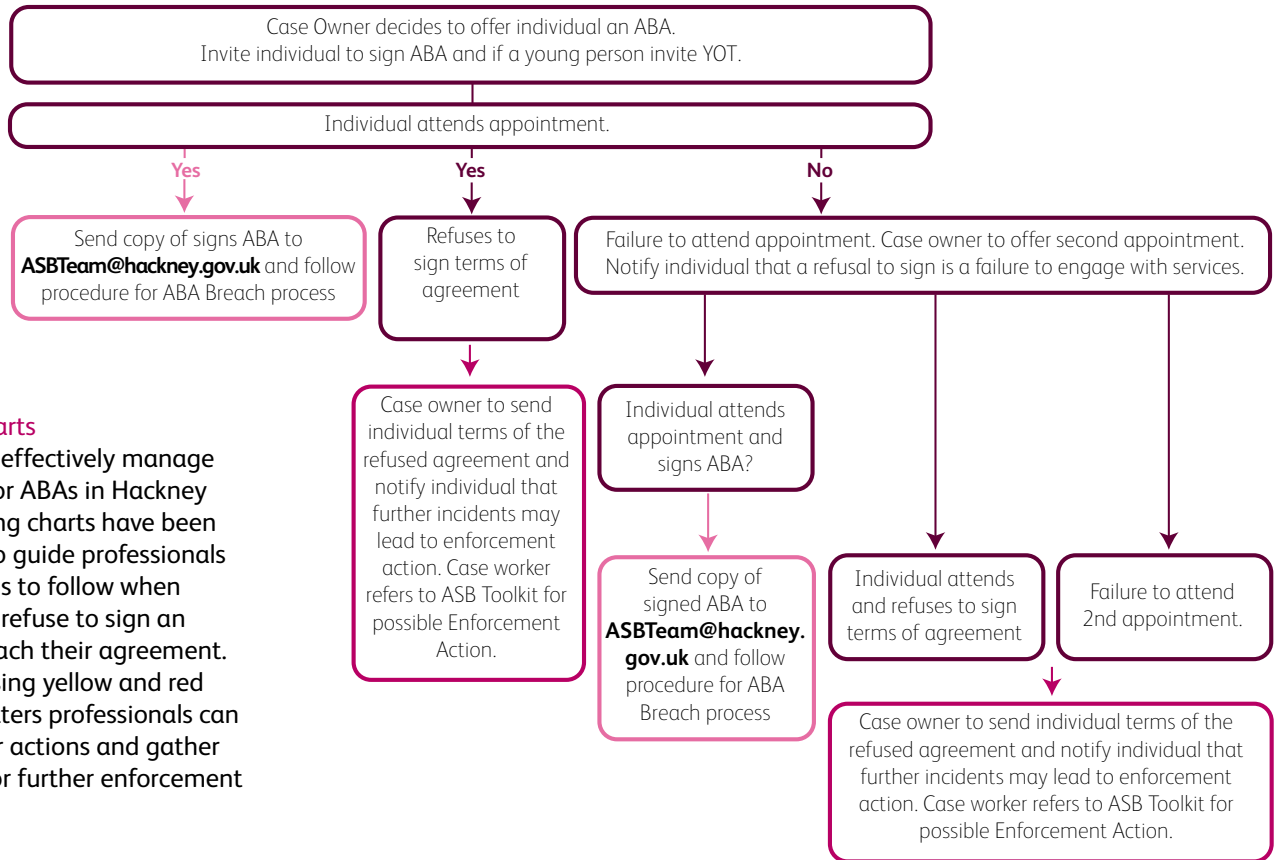 Case Owner decides to offer individual an ABA.
Invite individual to sign ABA and if a young person invite YOT.
Individual attends appointment.
Yes
Yes
No
Send copy of signs ABA to
ASBTeam@hackney.gov.uk and follow
procedure for ABA Breach process
Refuses to
sign terms of
agreement
Failure to attend appointment. Case owner to offer second appointment.
Notify individual that a refusal to sign is a failure to engage with services.
Case owner to send
individual terms of the
refused agreement and
notify individual that
further incidents may
lead to enforcement
action. Case worker
refers to ASB Toolkit for
possible Enforcement
Action.
Individual attends
appointment and
signs ABA?
Send copy of
signed ABA to
ASBTeam@hackney.
gov.uk and follow
procedure for ABA
Breach process
Individual attends
and refuses to sign
terms of agreement
Failure to attend
2nd appointment.
Case owner to send individual terms of the
refused agreement and notify individual that
further incidents may lead to enforcement
action. Case worker refers to ASB Toolkit for
possible Enforcement Action.
arts
effectively manage
or ABAs in Hackney
ng charts have been
o guide professionals
s to follow when
refuse to sign an
ach their agreement.
sing yellow and red
tters professionals can
r actions and gather
or further enforcement